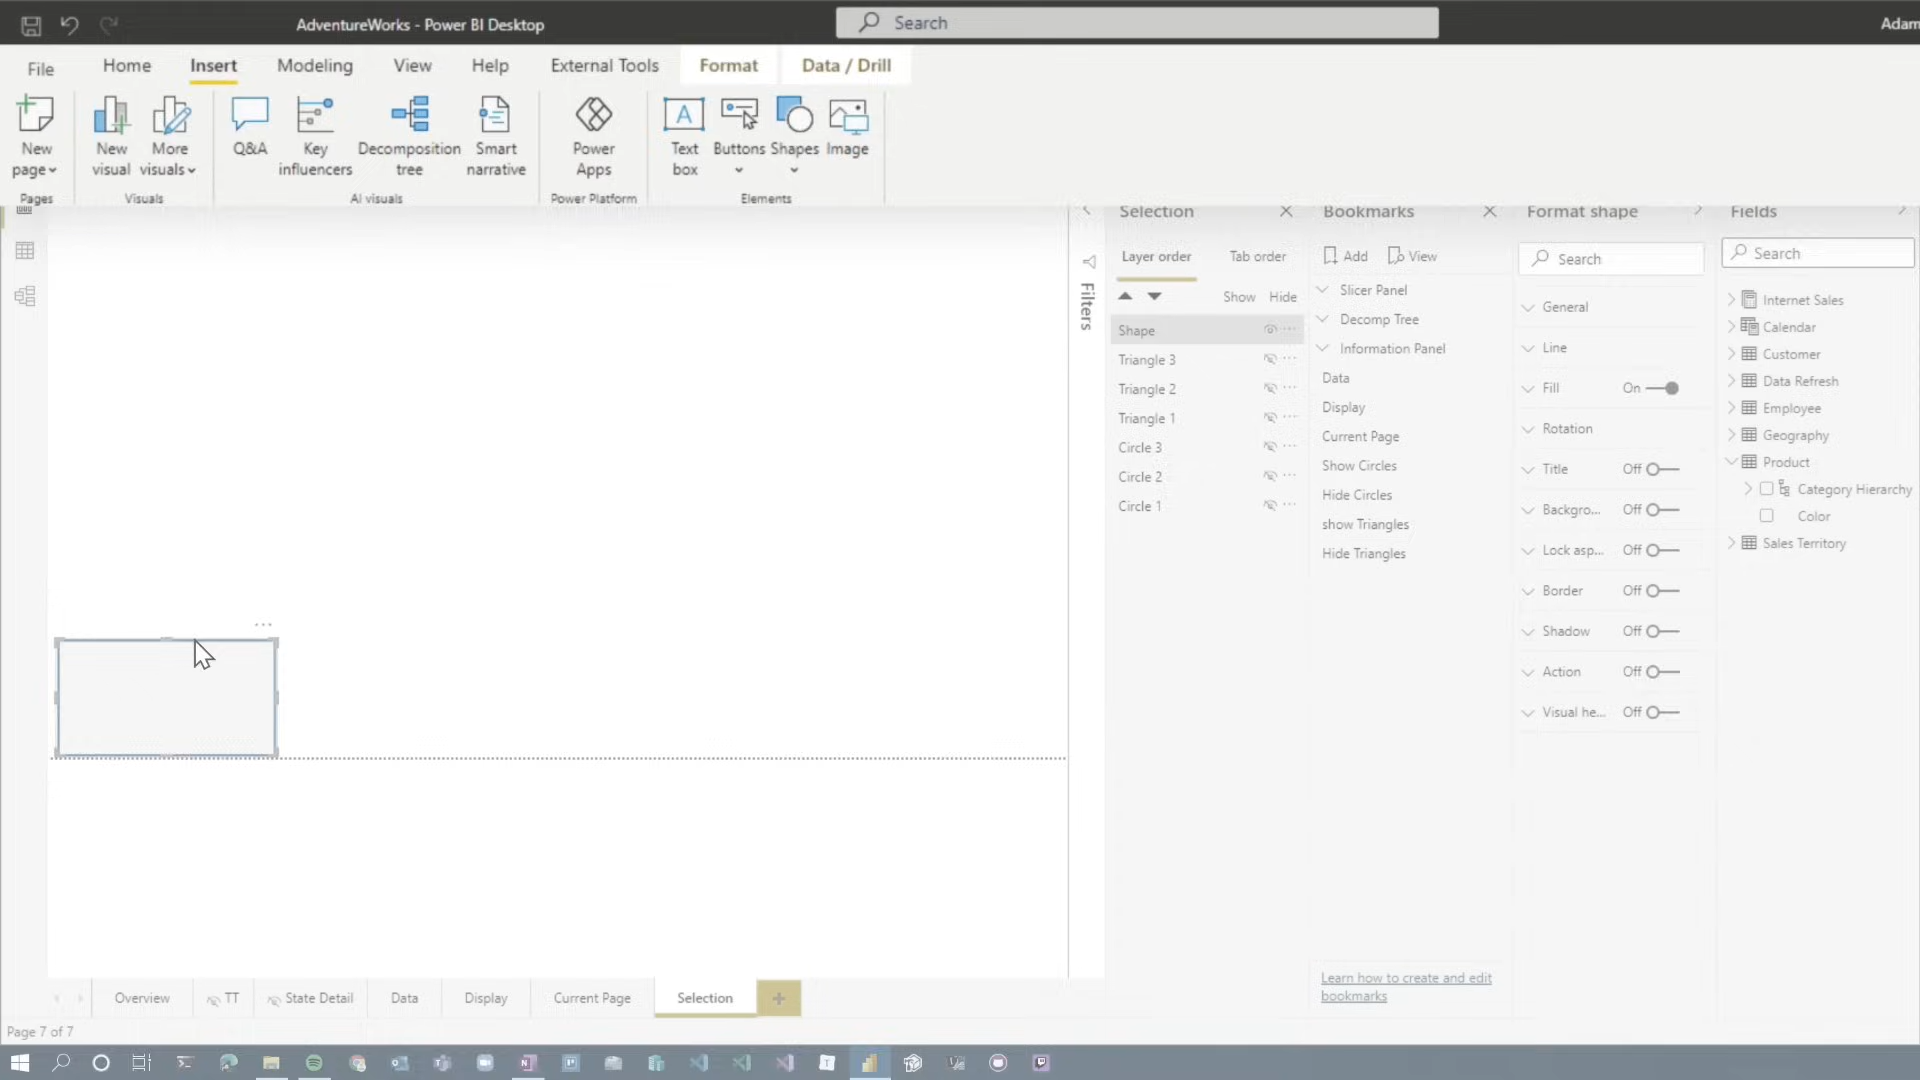 AdventureWorks - Power BI Desktop
Search
Adam
File
Home
Insert
Modeling
View
Help
External Tools
Format
Data / Drill
New page
New visual
More visuals
Q&A
Key influencers
Decomposition tree
Smart narrative
Power Apps
Text box
Buttons
Shapes
Image
Pages
Visuals
AI visuals
Power Platform
Elements
Filters
Selection
Layer order
Tab order
Show
Hide
Shape
Triangle 3
Triangle 2
Triangle 1
Circle 3
Circle 2
Circle 1
Bookmarks
Add
View
Slicer Panel
Decomp Tree
Information Panel
Data
Display
Current Page
Show Circles
Hide Circles
show Triangles
Hide Triangles
Learn how to create and edit
bookmarks
Format shape
Search
General
Line
Fill On
Rotation
Title Off
Backgro... Off
Lock asp... Off
Border Off
Shadow Off
Action Off
Visual he... Off
Fields
Search
Internet Sales
Calendar
Customer
Data Refresh
Employee
Geography
Product
Category Hierarchy
Color
Sales Territory
Overview
TT
State Detail
Data
Display
Current Page
Selection
Page 7 of 7